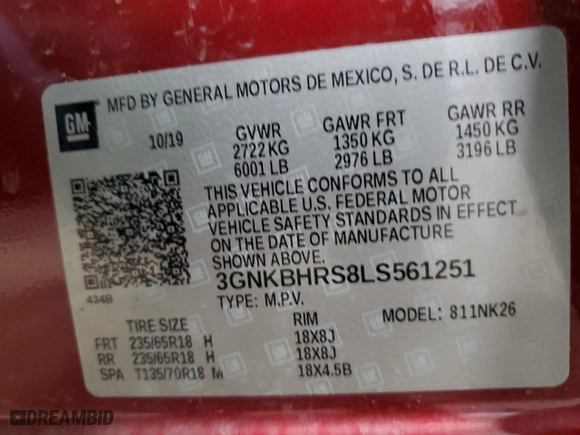 GM
MFD BY GENERAL MOTORS DE MEXICO, S. DE R.L. DE C.V.
10/19 GVWR GAWR FRT GAWR RR
2722 KG 1350 KG 1450 KG
6001 LB 2976 LB 3196 LB
THIS VEHICLE CONFORMS TO ALL
APPLICABLE U.S. FEDERAL MOTOR
VEHICLE SAFETY STANDARDS IN EFFECT
ON THE DATE OF MANUFACTURE
SHOWN ABOVE.
434B
3GNKBHRS8LS561251
TYPE: M.P.V. MODEL: 811NK26
TIRE SIZE RIM
FRT 235/65R18 H 18X8J
RR 235/65R18 H 18X8J
SPA T135/70R18 M 18X4.5B
DREAMBID